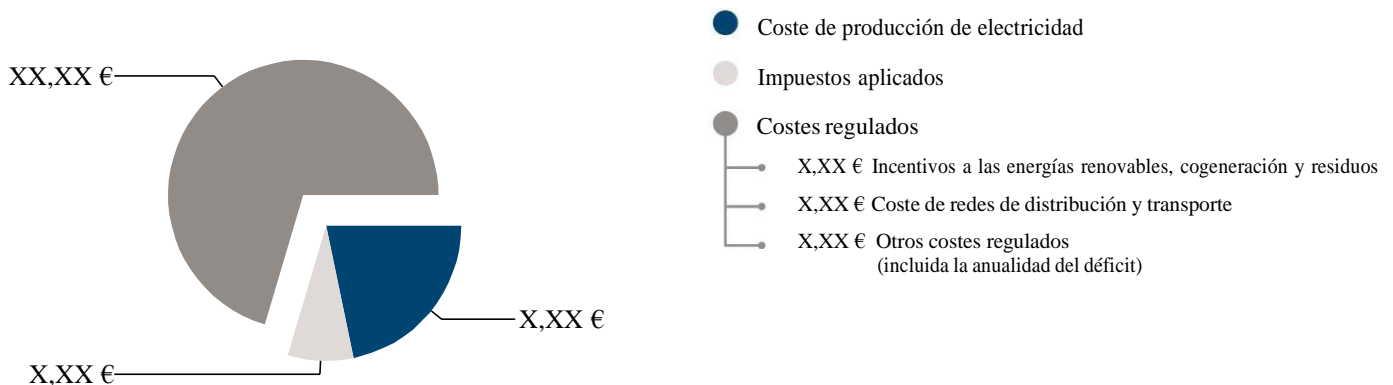 XX,XX €
X,XX €
X,XX €
Coste de producción de electricidad
Impuestos aplicados
Costes regulados
X,XX € Incentivos a las energías renovables, cogeneración y residuos
X,XX € Coste de redes de distribución y transporte
X,XX € Otros costes regulados
(incluida la anualidad del déficit)